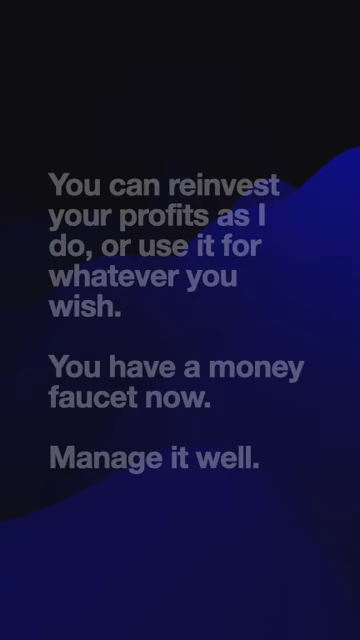 You can reinvest
your profits as I
do, or use it for
whatever you
wish.
You have a money
faucet now.
Manage it well.